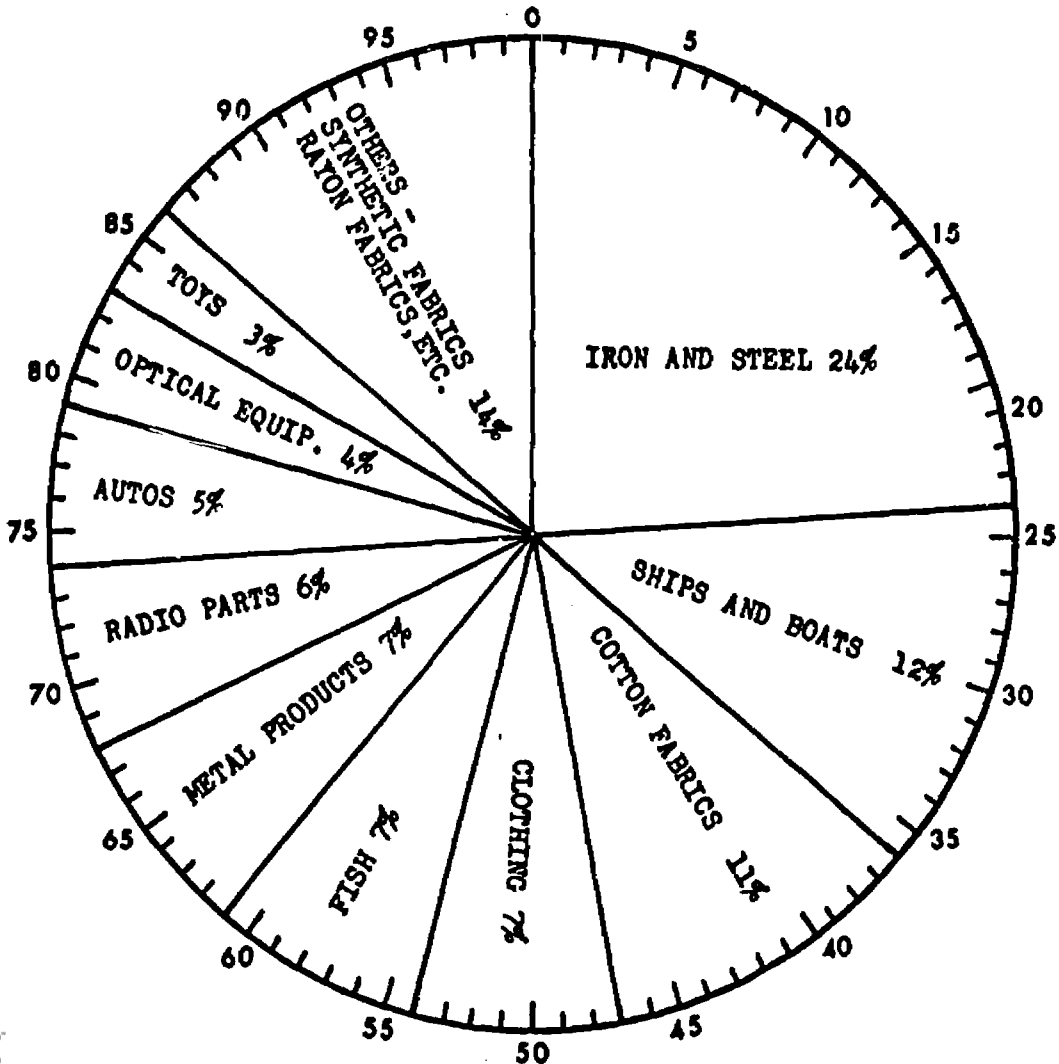 0
5
10
15
20
25
30
35
40
45
50
55
60
65
70
75
80
85
90
95
IRON AND STEEL 24%
SHIPS AND BOATS 12%
COTTON FABRICS 11%
CLOTHING 7%
FISH 7%
METAL PRODUCTS 7%
RADIO PARTS 6%
AUTOS 5%
OPTICAL EQUIP. 4%
TOYS 3%
OTHERS -
SYNTHETIC FABRICS
RAYON FABRICS, ETC. 14%